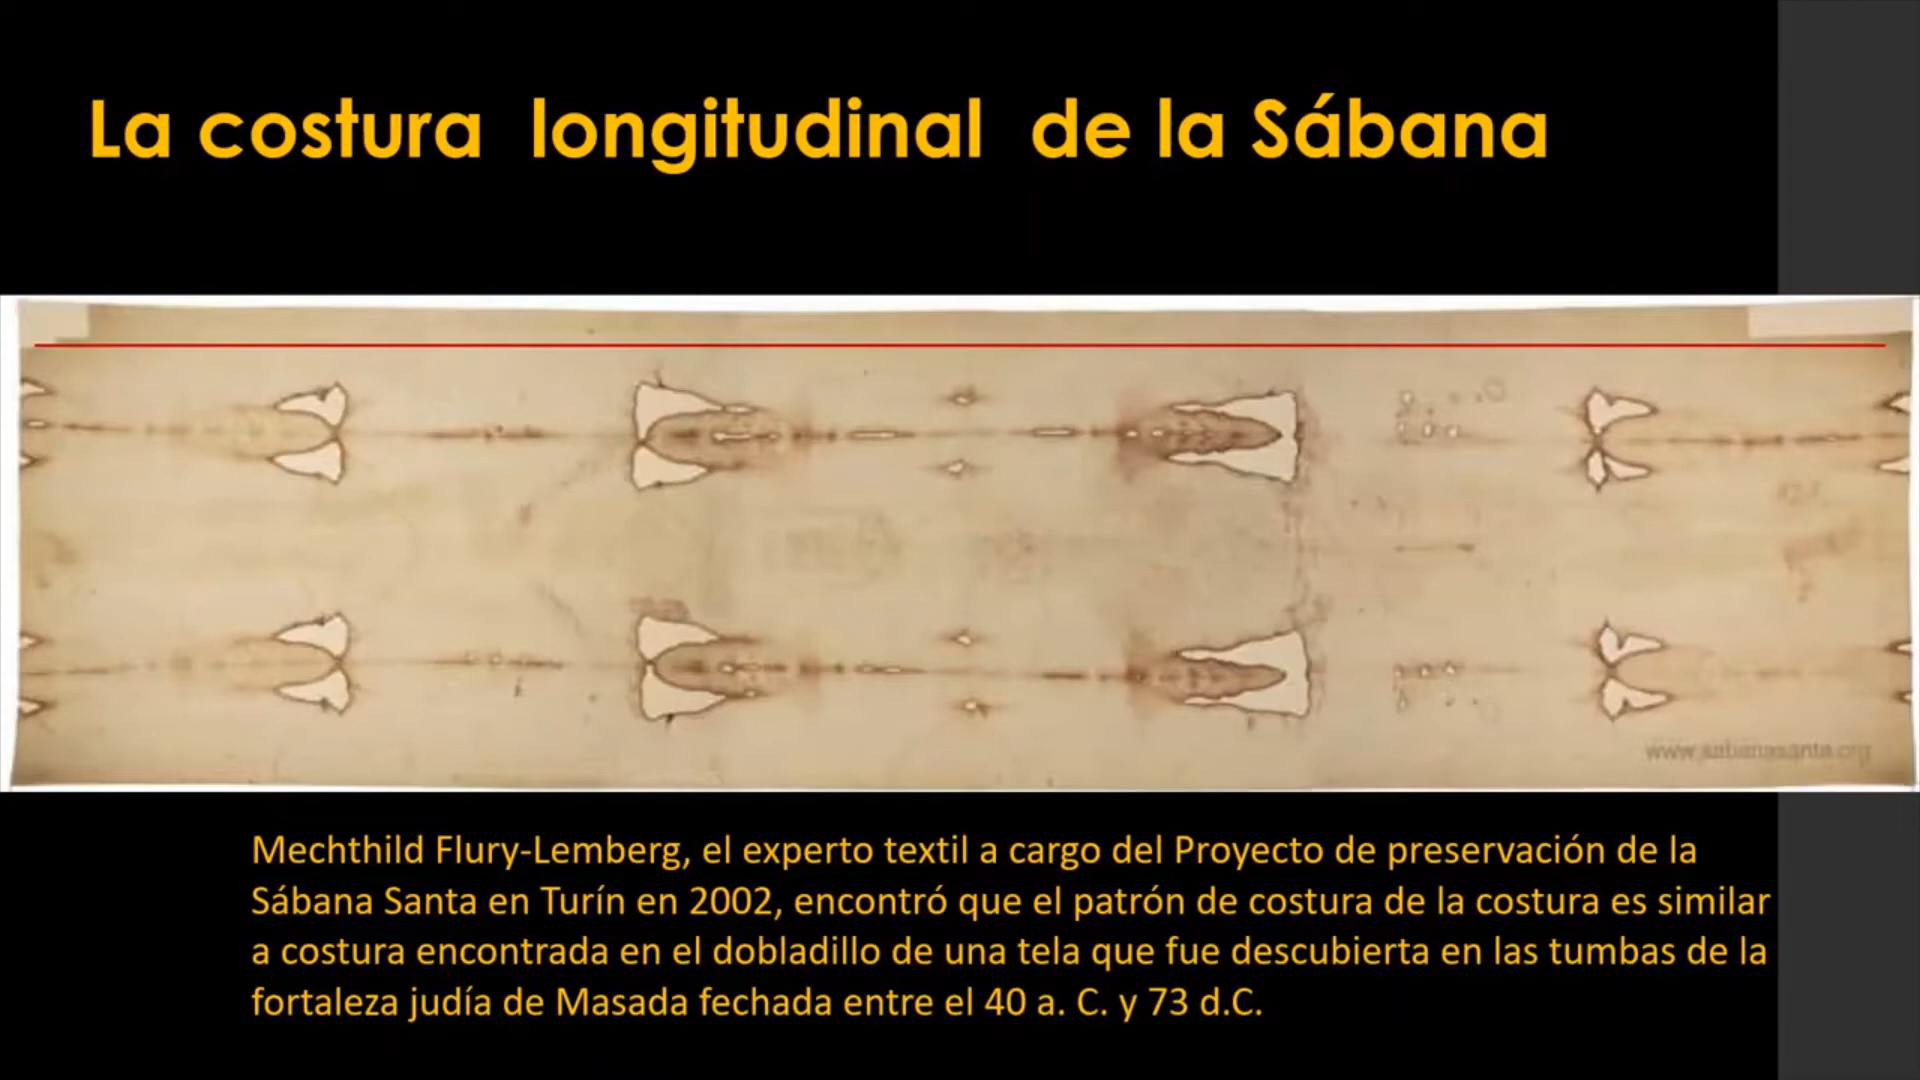 La costura longitudinal de la Sábana
www.sabanasanta.org
Mechthild Flury-Lemberg, el experto textil a cargo del Proyecto de preservación de la
Sábana Santa en Turín en 2002, encontró que el patrón de costura de la costura es similar
a costura encontrada en el dobladillo de una tela que fue descubierta en las tumbas de la
fortaleza judía de Masada fechada entre el 40 a. C. y 73 d.C.